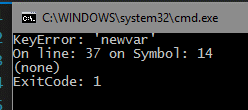 C:\WINDOWS\system32\cmd.exe
KeyError: 'newvar'
On line: 37 on Symbol: 14
(none)
ExitCode: 1